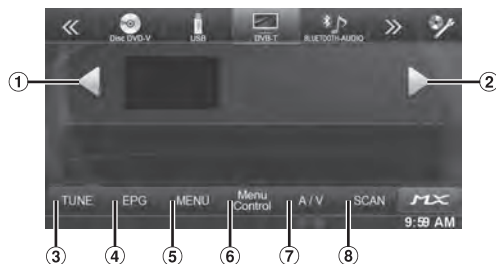 « Disc DVD-V USB DVB-T BLUETOOTH-AUDIO »
1 2
TUNE EPG MENU Menu Control A / V SCAN MX
9:59 AM
3 4 5 6 7 8